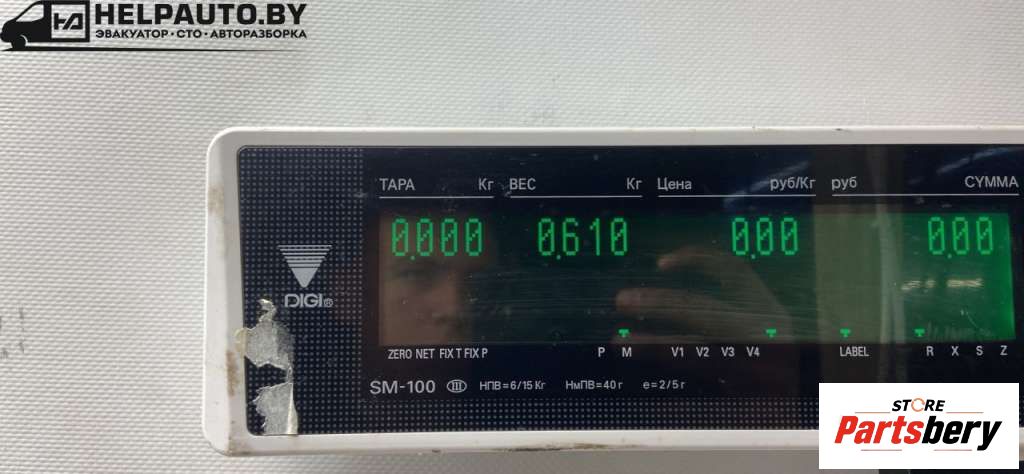 HELPAUTO.BY
ЭВАКУАТОР·СТО·АВТОРАЗБОРКА
ТАРА Кг ВЕС Кг Цена руб/Кг руб СУММА
0.000 0.610 0.00 0.00
DIGI®
ZERO NET FIX T FIX P P M V1 V2 V3 V4 LABEL R X S Z
SM-100 III НПВ=6/15 Кг НмПВ=40 г е=2/5 г
STORE
Partsbery